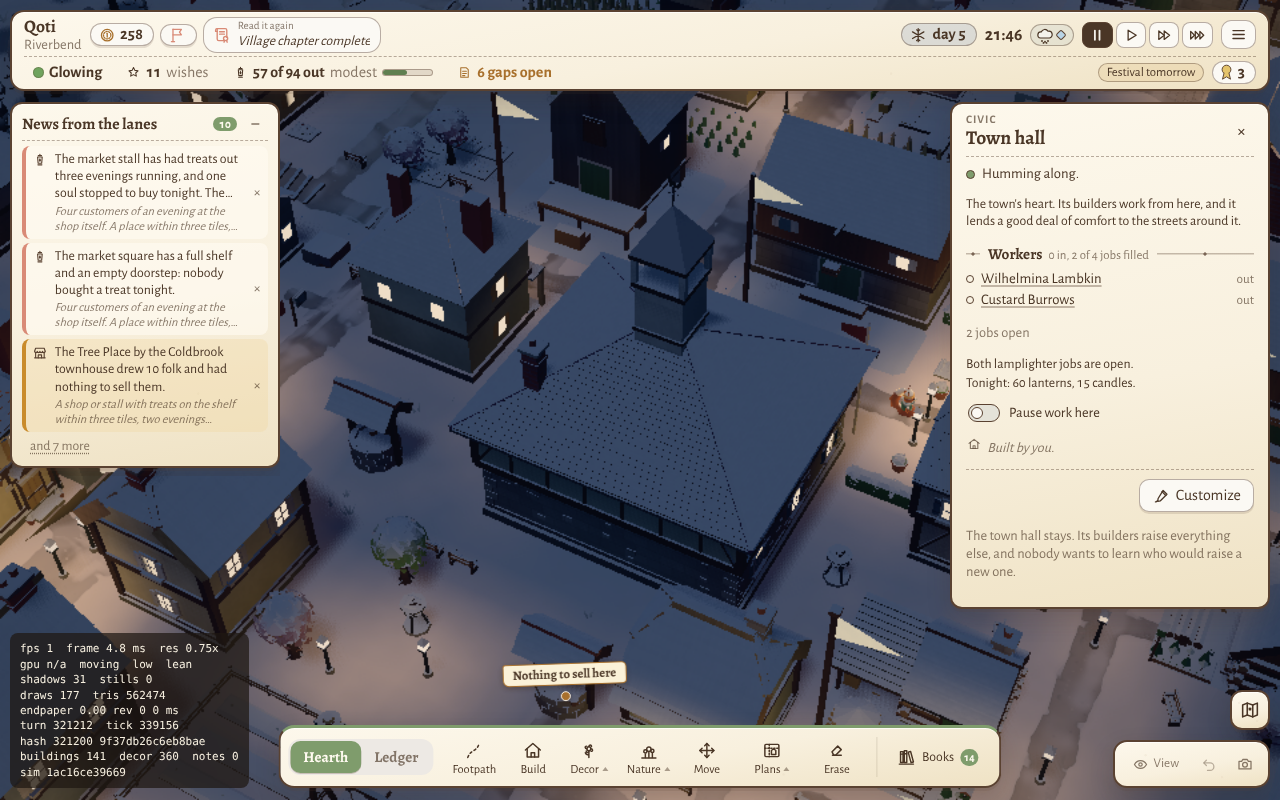 Qoti
Riverbend
258
Read it again
Village chapter complete
day 5
21:46
Glowing
11 wishes
57 of 94 out modest
6 gaps open
Festival tomorrow
3
News from the lanes
10
The market stall has had treats out
three evenings running, and one
soul stopped to buy tonight. The…
Four customers of an evening at the
shop itself. A place within three tiles,…
The market square has a full shelf
and an empty doorstep: nobody
bought a treat tonight.
Four customers of an evening at the
shop itself. A place within three tiles,…
The Tree Place by the Coldbrook
townhouse drew 10 folk and had
nothing to sell them.
A shop or stall with treats on the shelf
within three tiles, two evenings…
and 7 more
CIVIC
Town hall
Humming along.
The town's heart. Its builders work from here, and it
lends a good deal of comfort to the streets around it.
Workers 0 in, 2 of 4 jobs filled
Wilhelmina Lambkin out
Custard Burrows out
2 jobs open
Both lamplighter jobs are open.
Tonight: 60 lanterns, 15 candles.
Pause work here
Built by you.
Customize
The town hall stays. Its builders raise everything
else, and nobody wants to learn who would raise a
new one.
Nothing to sell here
fps 1 frame 4.8 ms res 0.75x
gpu n/a moving low lean
shadows 31 stills 0
draws 177 tris 562474
endpaper 0.00 rev 0 0 ms
turn 321212 tick 339156
hash 321200 9f37db26c6eb8bae
buildings 141 decor 360 notes 0
sim 1ac16ce39669
Hearth
Ledger
Footpath
Build
Decor
Nature
Move
Plans
Erase
Books 14
View